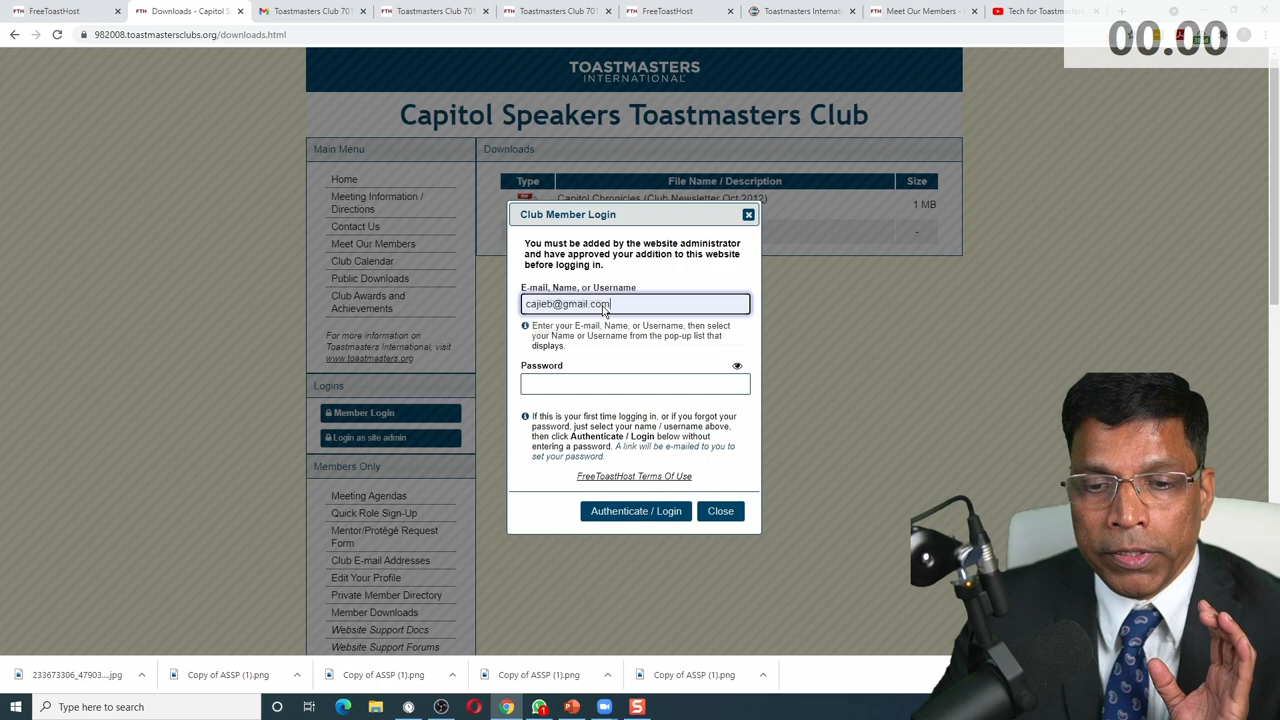 FreeToastHost
Downloads - Capitol S
Toastmasters Club 701
Toastmasters Club 701
Toastmasters Club 701
FreeToastHost
Toastmasters Internati
Meet Our Members -
Tech for Toastmasters
982008.toastmastersclubs.org/downloads.html
00.00
TOASTMASTERS
INTERNATIONAL
Capitol Speakers Toastmasters Club
Main Menu
Downloads
Type
File Name / Description
Size
Home
Meeting Information /
Directions
Contact Us
Meet Our Members
Club Calendar
Public Downloads
Club Awards and
Achievements
For more information on
Toastmasters International, visit
www.toastmasters.org
Capitol Chronicles (Club Newsletter Oct 2012)
1 MB
-
Logins
Member Login
Login as site admin
Members Only
Meeting Agendas
Quick Role Sign-Up
Mentor/Protégé Request
Form
Club E-mail Addresses
Edit Your Profile
Private Member Directory
Member Downloads
Website Support Docs
Website Support Forums
Club Member Login
You must be added by the website administrator
and have approved your addition to this website
before logging in.
E-mail, Name, or Username
cajieb@gmail.com
Enter your E-mail, Name, or Username, then select
your Name or Username from the pop-up list that
displays.
Password
If this is your first time logging in, or if you forgot your
password, just select your name / username above,
then click Authenticate / Login below without
entering a password. A link will be e-mailed to you to
set your password.
FreeToastHost Terms Of Use
Authenticate / Login
Close
233673306_47903...jpg
Copy of ASSP (1).png
Copy of ASSP (1).png
Copy of ASSP (1).png
Copy of ASSP (1).png
Type here to search